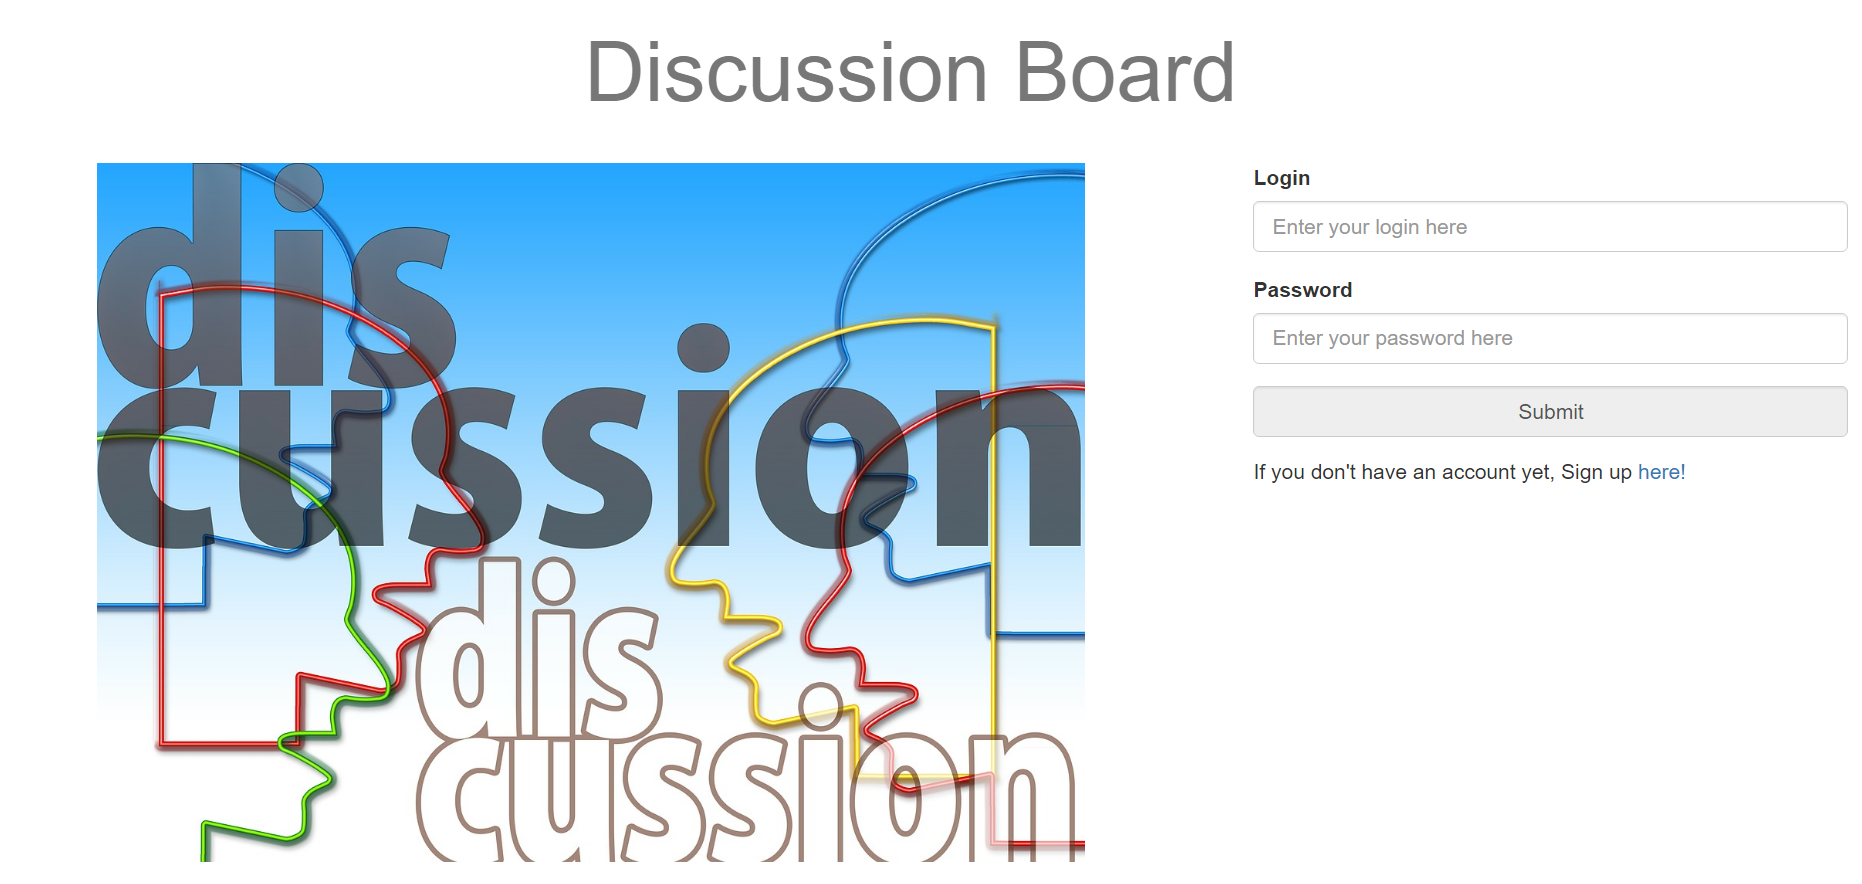 Discussion Board
dis
cussion
dis
cussion
Login
Enter your login here
Password
Enter your password here
Submit
If you don't have an account yet, Sign up here!